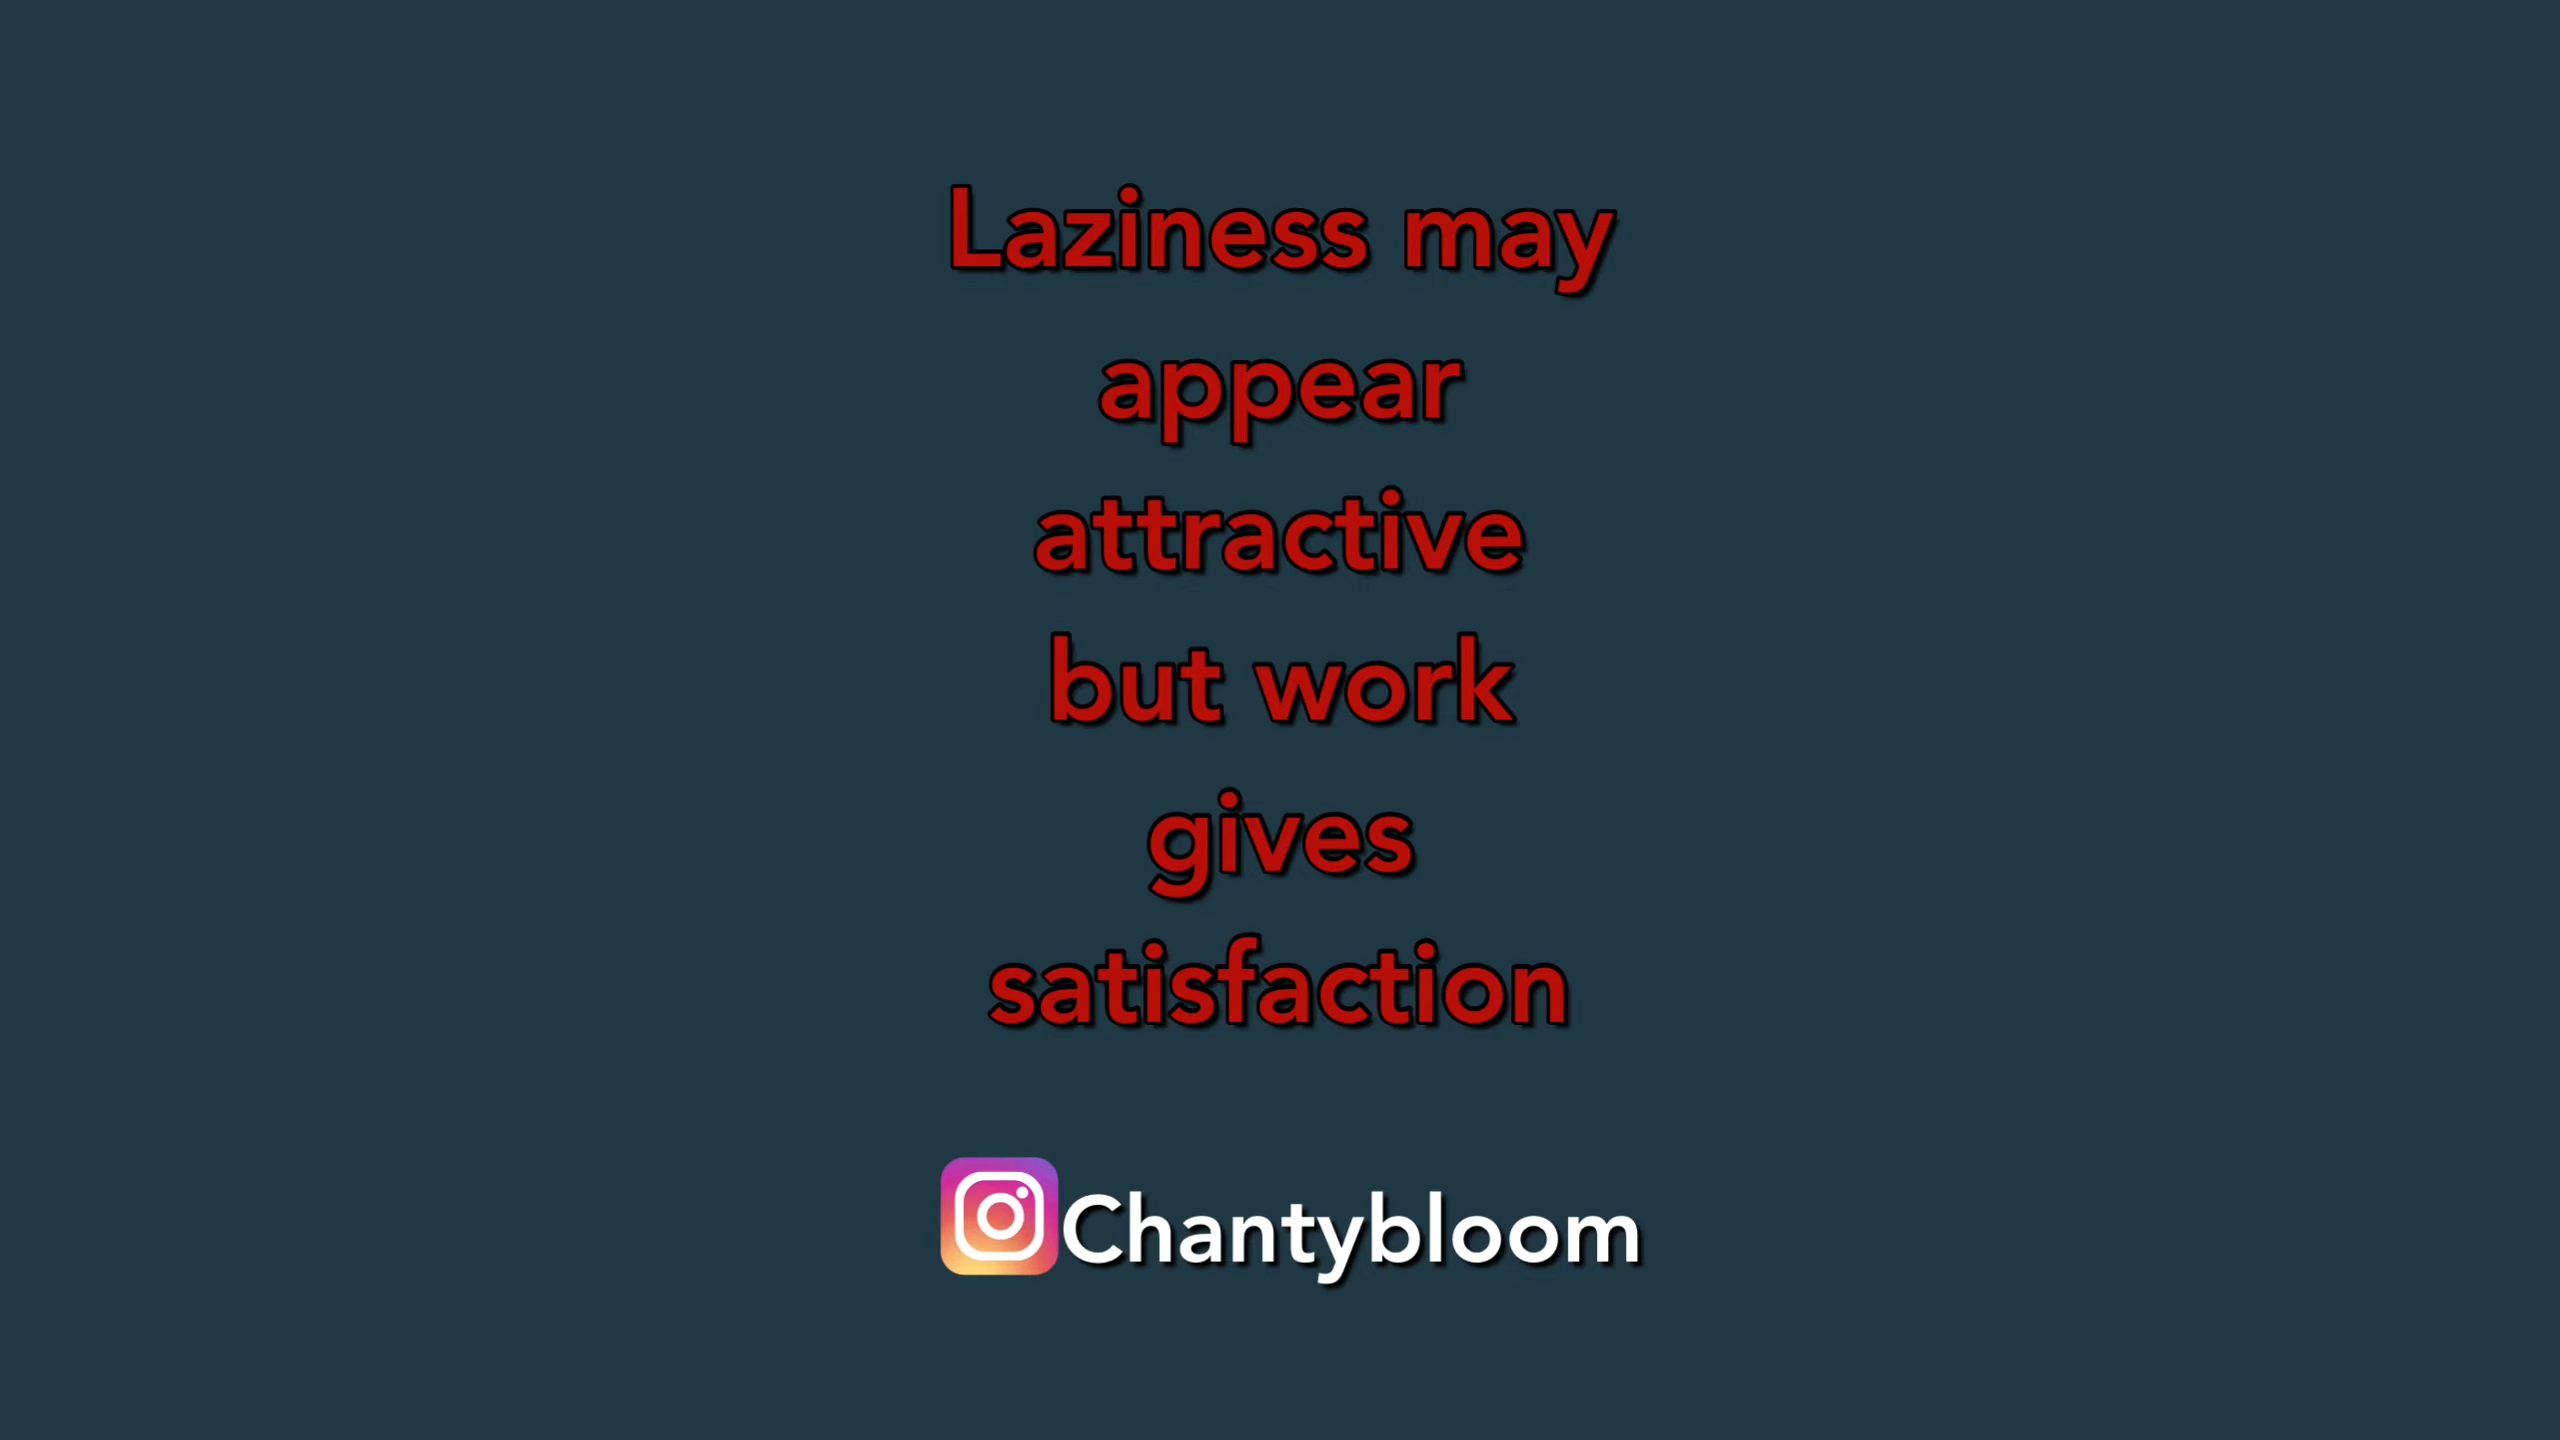 Laziness may
appear
attractive
but work
gives
satisfaction
Chantybloom